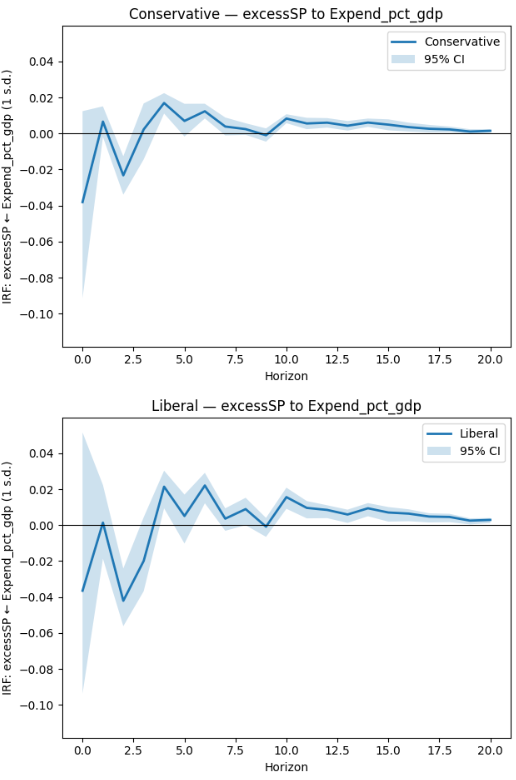 Conservative — excessSP to Expend_pct_gdp
IRF: excessSP ← Expend_pct_gdp (1 s.d.)
0.04
0.02
0.00
−0.02
−0.04
−0.06
−0.08
−0.10
Conservative
95% CI
0.0 2.5 5.0 7.5 10.0 12.5 15.0 17.5 20.0
Horizon
Liberal — excessSP to Expend_pct_gdp
IRF: excessSP ← Expend_pct_gdp (1 s.d.)
0.04
0.02
0.00
−0.02
−0.04
−0.06
−0.08
−0.10
Liberal
95% CI
0.0 2.5 5.0 7.5 10.0 12.5 15.0 17.5 20.0
Horizon